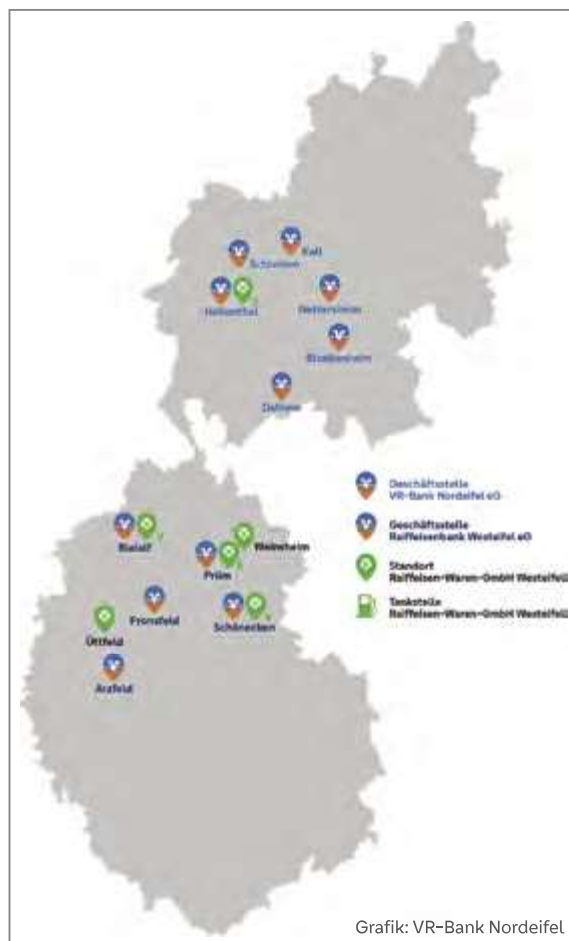 Kall
Schleiden
Hellenthal
Nettersheim
Blankenheim
Dahlem
Geschäftsstelle
VR-Bank Nordeifel eG
Geschäftsstelle
Raiffeisenbank Westeifel eG
Standort
Raiffeisen-Waren-GmbH Westeifel
Tankstelle
Raiffeisen-Waren-GmbH Westeifel
Bleialf
Weinsheim
Prüm
Pronsfeld
Schönecken
Üttfeld
Arzfeld
Grafik: VR-Bank Nordeifel